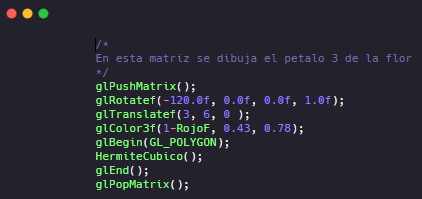 /*
En esta matriz se dibuja el petalo 3 de la flor
*/
glPushMatrix();
glRotatef(-120.0f, 0.0f, 0.0f, 1.0f);
glTranslatef(3, 6, 0 );
glColor3f(1-RojoF, 0.43, 0.78);
glBegin(GL_POLYGON);
HermiteCubico();
glEnd();
glPopMatrix();